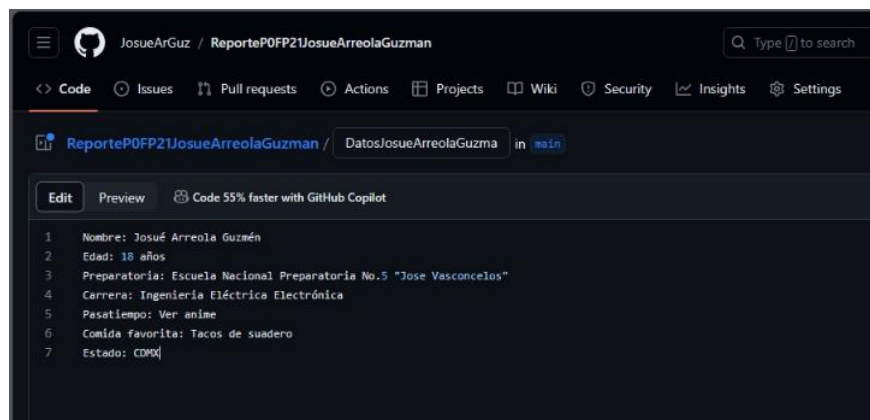 JosueArGuz / ReporteP0FP21JosueArreolaGuzman
Type / to search
<> Code Issues Pull requests Actions Projects Wiki Security Insights Settings
ReporteP0FP21JosueArreolaGuzman / DatosJosueArreolaGuzma in main
Edit Preview Code 55% faster with GitHub Copilot
1 Nombre: Josué Arreola Guzmén
2 Edad: 18 años
3 Preparatoria: Escuela Nacional Preparatoria No.5 "Jose Vasconcelos"
4 Carrera: Ingenieria Eléctrica Electrónica
5 Pasatiempo: Ver anime
6 Comida favorita: Tacos de suadero
7 Estado: CDMX